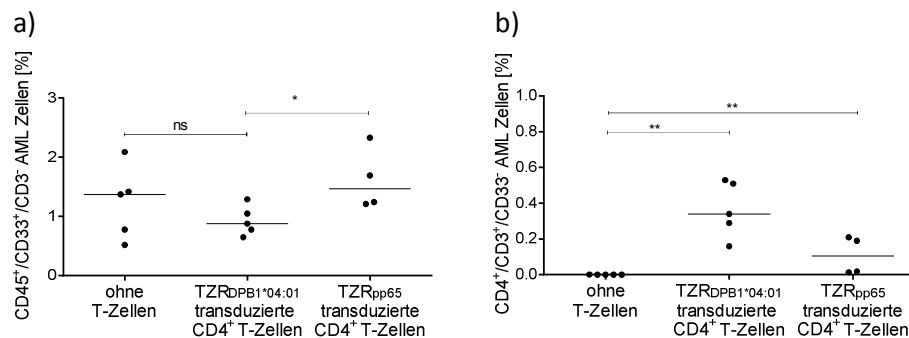 a)
CD45⁺/CD33⁺/CD3⁻ AML Zellen [%]
3
2
1
0
ns
*
ohne
T-Zellen
TZRDPB1*04:01
transduzierte
CD4⁺ T-Zellen
TZRpp65
transduzierte
CD4⁺ T-Zellen
b)
CD4⁺/CD3⁺/CD33⁻ AML Zellen [%]
1.0
0.8
0.6
0.4
0.2
0.0
**
**
ohne
T-Zellen
TZRDPB1*04:01
transduzierte
CD4⁺ T-Zellen
TZRpp65
transduzierte
CD4⁺ T-Zellen